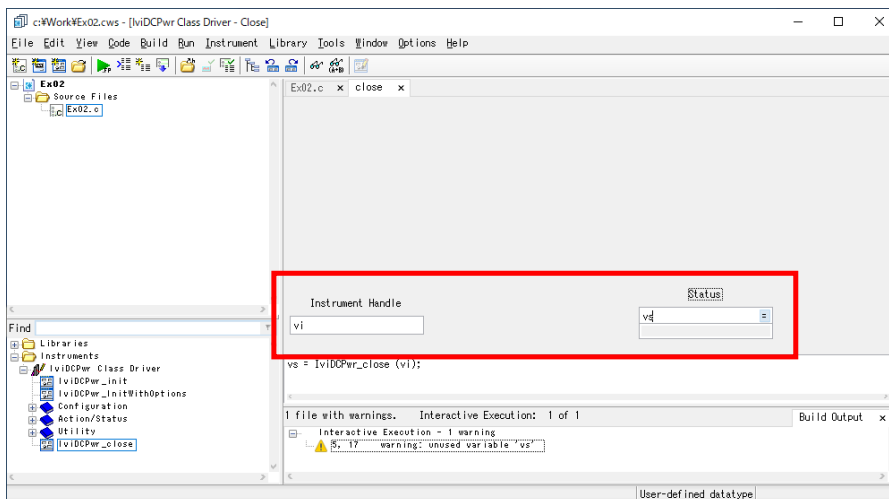 c:¥Work¥Ex02.cws - [IviDCPwr Class Driver - Close]
File Edit View Code Build Run Instrument Library Tools Window Options Help
Ex02
Source Files
Ex02.c
Ex02.c x close x
Instrument Handle
Status
vi
vs
vs = IviDCPwr_close (vi);
Find
Libraries
Instruments
IviDCPwr Class Driver
IviDCPwr_init
IviDCPwr_InitWithOptions
Configuration
Action/Status
Utility
IviDCPwr_close
1 file with warnings. Interactive Execution: 1 of 1
Build Output x
Interactive Execution - 1 warning
5, 17 warning: unused variable 'vs'
User-defined datatype